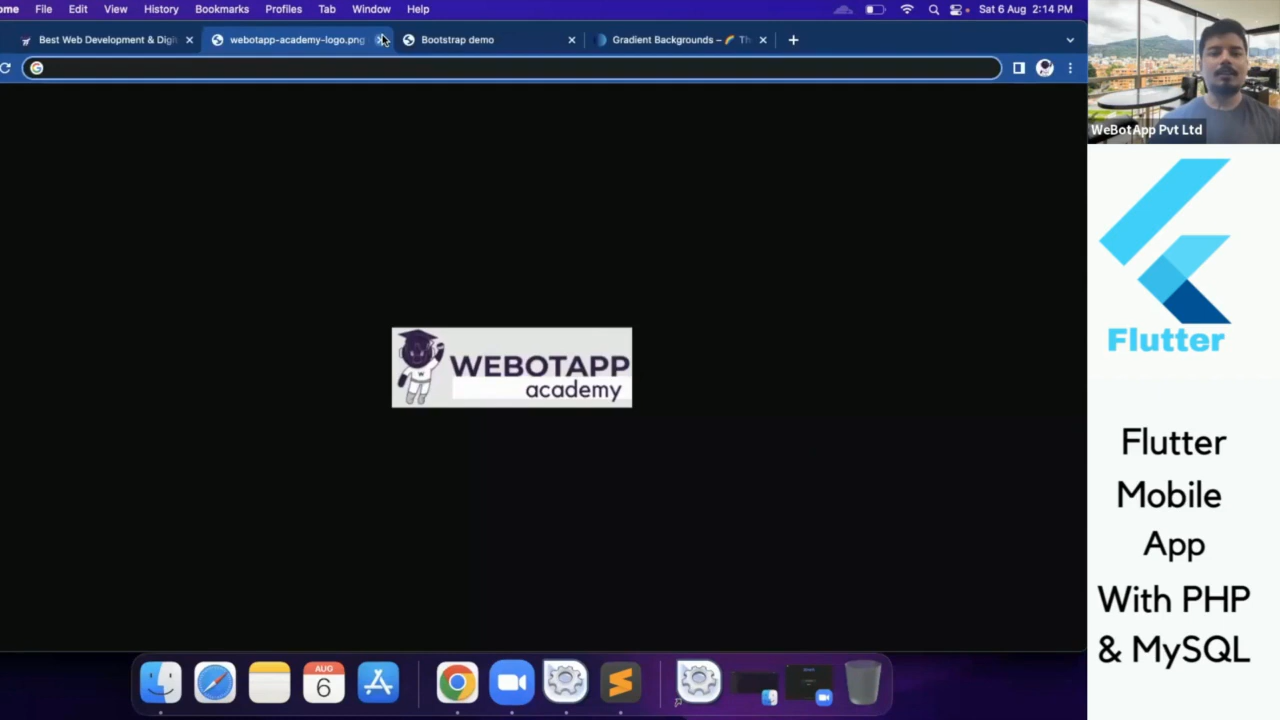 ome File Edit View History Bookmarks Profiles Tab Window Help Sat 6 Aug 2:14 PM
Best Web Development & Digit webotapp-academy-logo.png Bootstrap demo Gradient Backgrounds – Th
WeBotApp Pvt Ltd
W
WEBOTAPP
academy
Flutter
Flutter
Mobile
App
With PHP
& MySQL
AUG
6